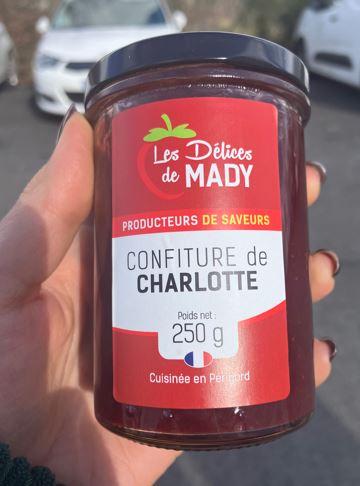 Les Délices
de MADY
PRODUCTEURS DE SAVEURS
CONFITURE de
CHARLOTTE
Poids net :
250 g
Cuisinée en Périgord